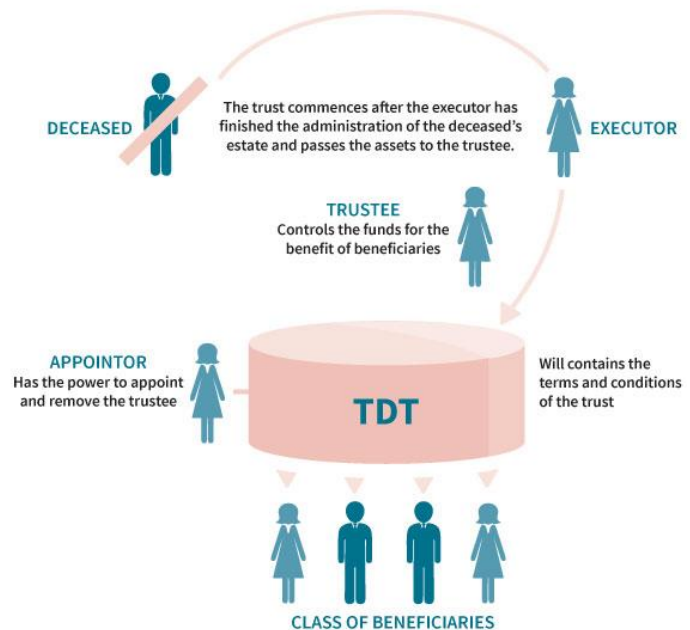 DECEASED
The trust commences after the executor has
finished the administration of the deceased's
estate and passes the assets to the trustee.
EXECUTOR
TRUSTEE
Controls the funds for the
benefit of beneficiaries
APPOINTOR
Has the power to appoint
and remove the trustee
TDT
Will contains the
terms and conditions
of the trust
CLASS OF BENEFICIARIES